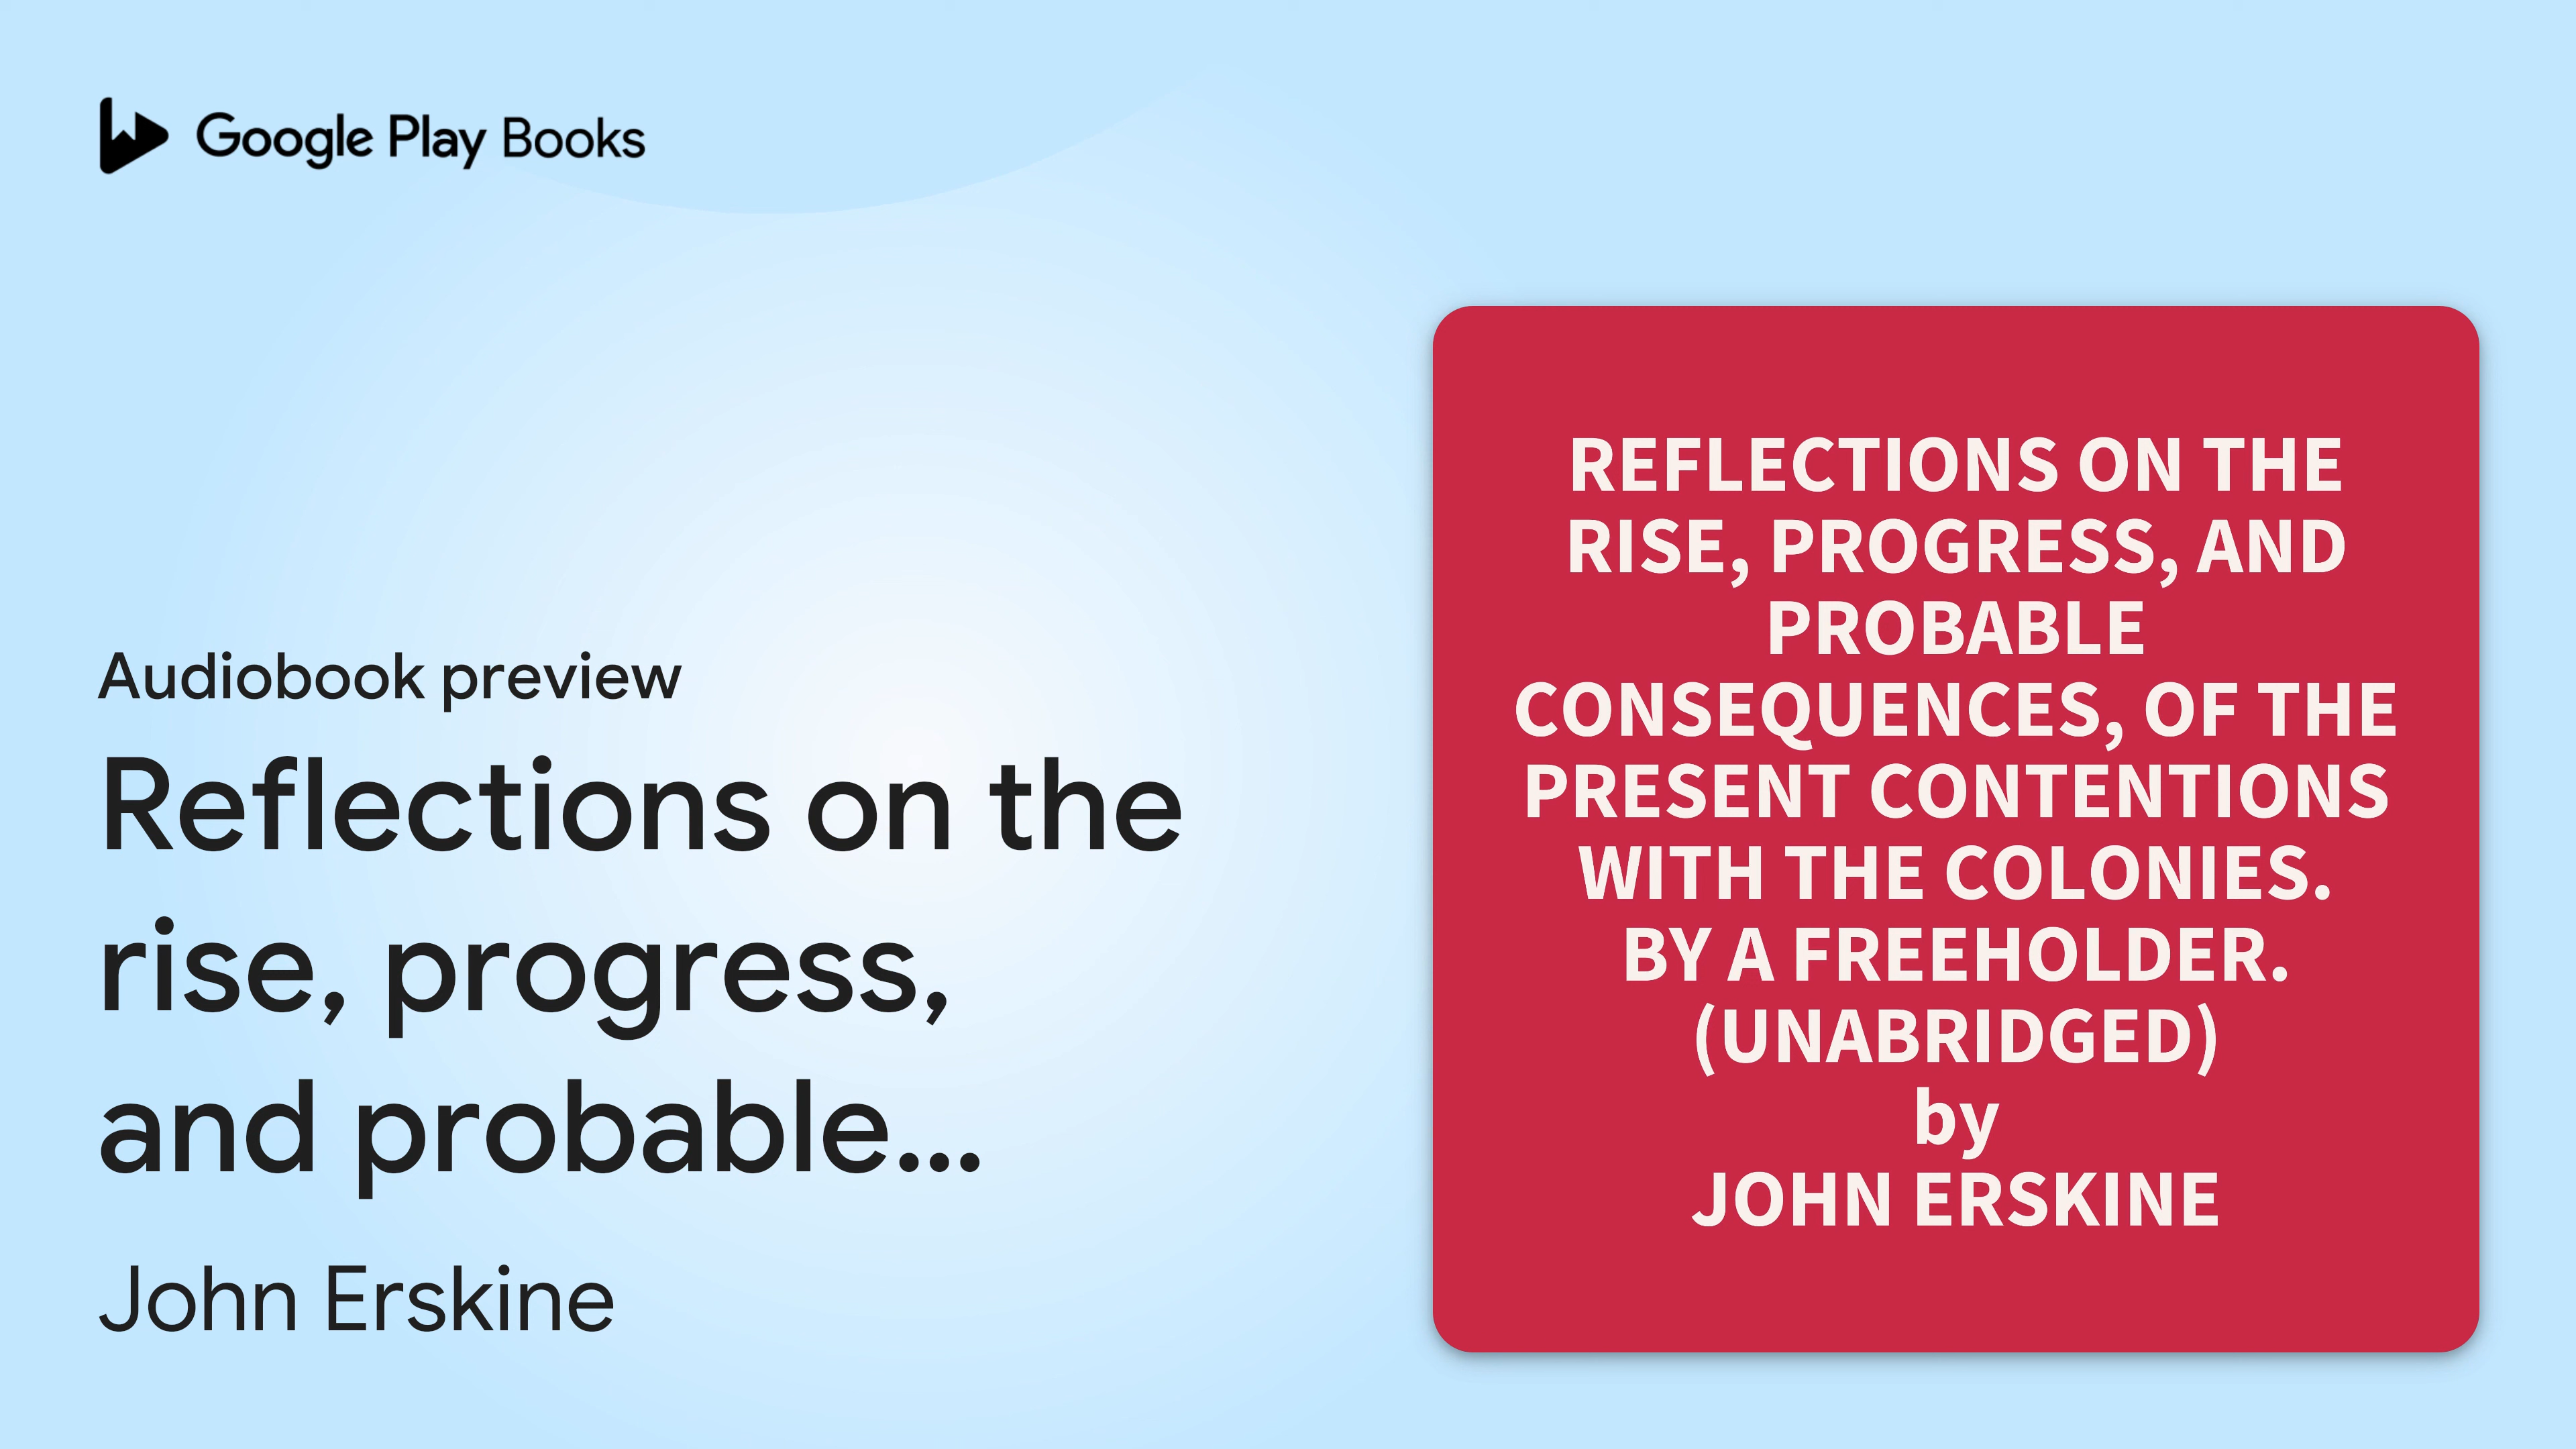 Google Play Books
Audiobook preview
Reflections on the
rise, progress,
and probable...
John Erskine
REFLECTIONS ON THE
RISE, PROGRESS, AND
PROBABLE
CONSEQUENCES, OF THE
PRESENT CONTENTIONS
WITH THE COLONIES.
BY A FREEHOLDER.
(UNABRIDGED)
by
JOHN ERSKINE